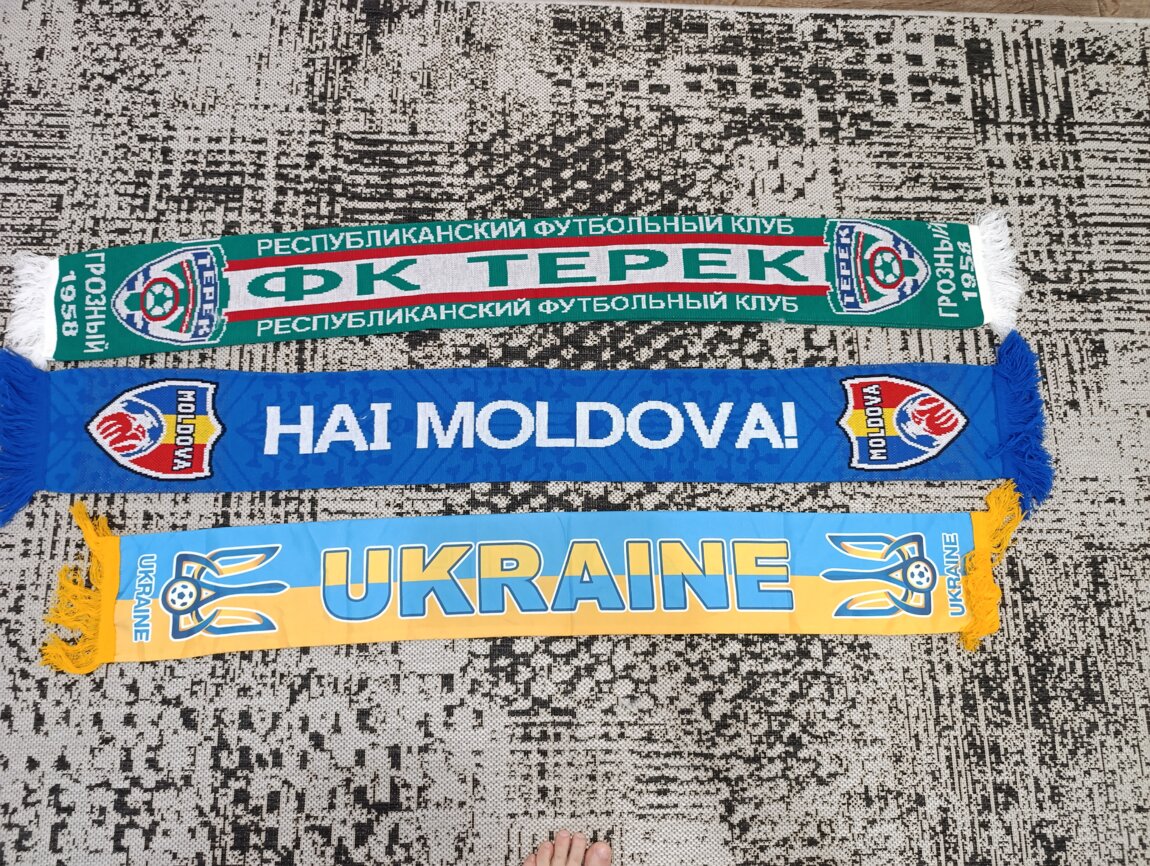 РЕСПУБЛИКАНСКИЙ ФУТБОЛЬНЫЙ КЛУБ
ГРОЗНЫЙ
1958
ТЕРЕК
ФК ТЕРЕК
ТЕРЕК
ГРОЗНЫЙ
1958
РЕСПУБЛИКАНСКИЙ ФУТБОЛЬНЫЙ КЛУБ
MOLDOVA
HAI MOLDOVA!
MOLDOVA
UKRAINE
UKRAINE
UKRAINE